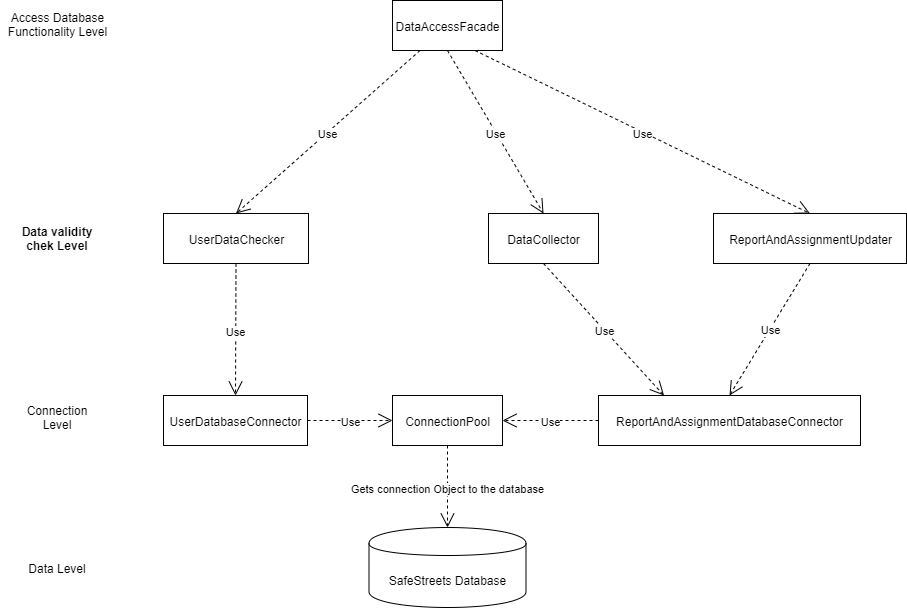 Access Database
Functionality Level
DataAccessFacade
Use
Use
Use
Data validity
chek Level
UserDataChecker
DataCollector
ReportAndAssignmentUpdater
Use
Use
Use
Connection
Level
UserDatabaseConnector
Use
ConnectionPool
Use
ReportAndAssignmentDatabaseConnector
Gets connection Object to the database
Data Level
SafeStreets Database